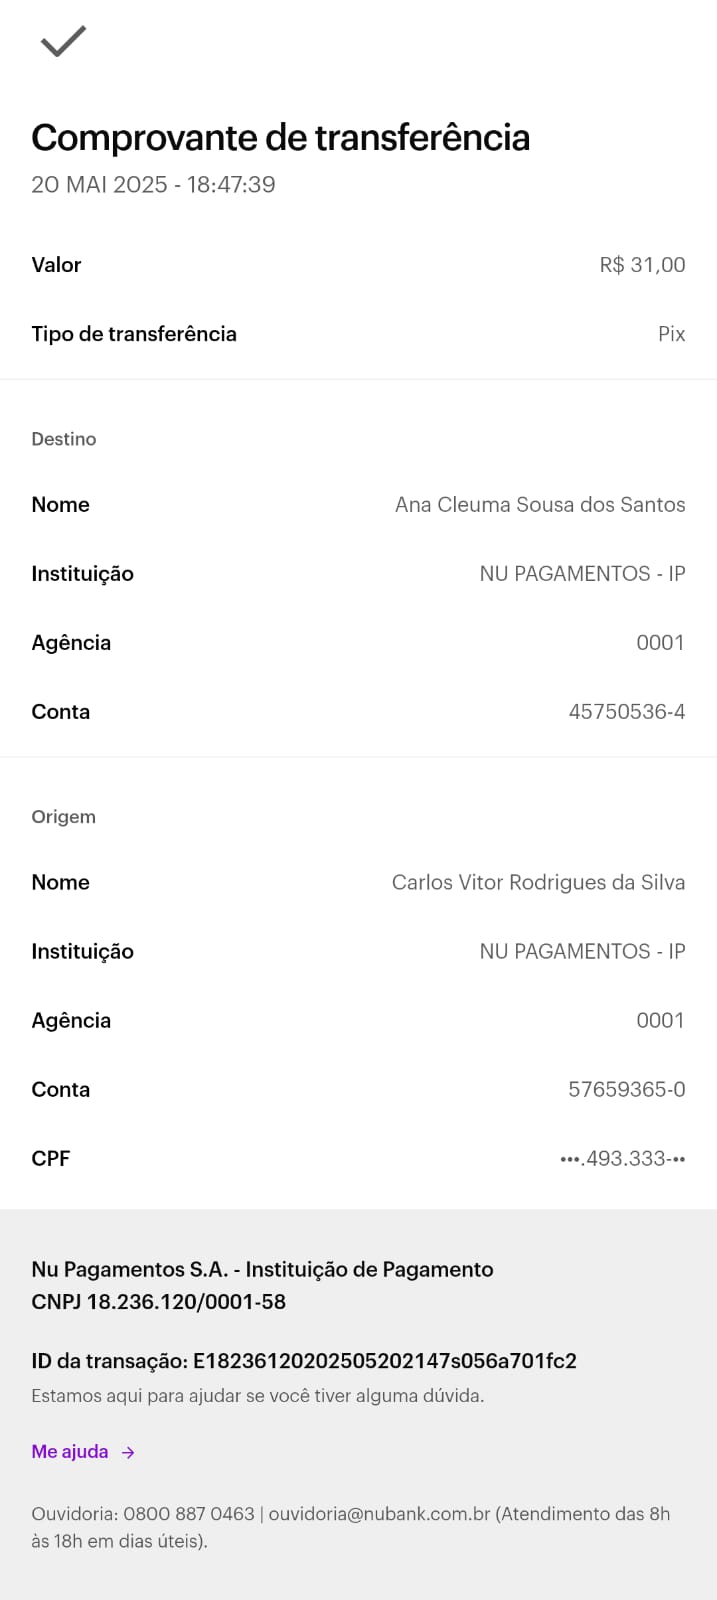 Comprovante de transferência
20 MAI 2025 - 18:47:39
Valor R$ 31,00
Tipo de transferência Pix
Destino
Nome Ana Cleuma Sousa dos Santos
Instituição NU PAGAMENTOS - IP
Agência 0001
Conta 45750536-4
Origem
Nome Carlos Vitor Rodrigues da Silva
Instituição NU PAGAMENTOS - IP
Agência 0001
Conta 57659365-0
CPF •••.493.333-••
Nu Pagamentos S.A. - Instituição de Pagamento
CNPJ 18.236.120/0001-58
ID da transação: E18236120202505202147s056a701fc2
Estamos aqui para ajudar se você tiver alguma dúvida.
Me ajuda →
Ouvidoria: 0800 887 0463 | ouvidoria@nubank.com.br (Atendimento das 8h
às 18h em dias úteis).